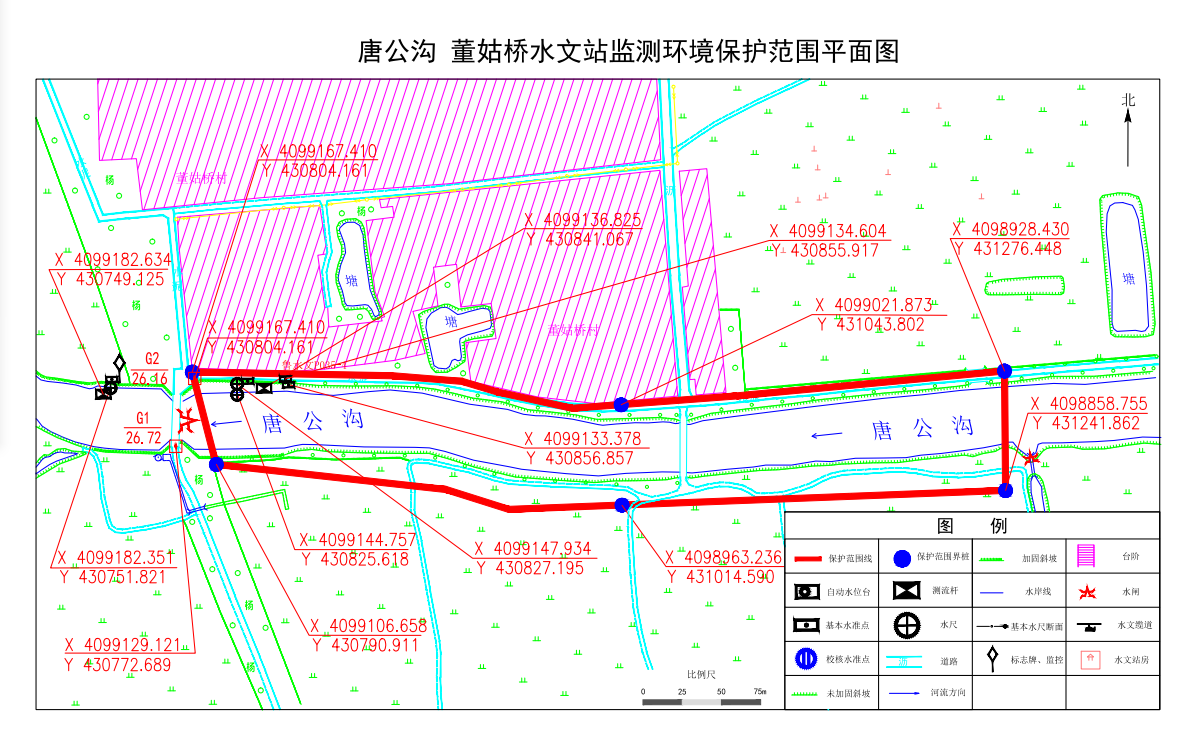 唐公沟 董姑桥水文站监测环境保护范围平面图
北
X 4099167.410
Y 430804.161
董姑桥村
杨
杨
X 4099136.825
Y 430841.067
X 4099134.604
Y 430855.917
X 4098928.430
Y 431276.448
X 4099182.634
Y 430749.125
杨
塘
塘
塘
X 4099167.410
Y 430804.161
董姑桥村
X 4099021.873
Y 431043.802
G2
26.16
G1
26.72
唐公沟
唐公沟
X 4098858.755
Y 431241.862
X 4099133.378
Y 430856.857
杨
X 4099182.351
Y 430751.821
X 4099144.757
Y 430825.618
X 4099147.934
Y 430827.195
X 4098963.236
Y 431014.590
杨
X 4099106.658
Y 430790.911
X 4099129.121
Y 430772.689
杨
比例尺
0 25 50 75m
图 例
保护范围线 保护范围界桩 加固斜坡 台阶
自动水位台 测流杆 水岸线 水闸
基本水准点 水尺 基本水尺断面 水文缆道
校核水准点 道路 标志牌、监控 水文站房
未加固斜坡 河流方向